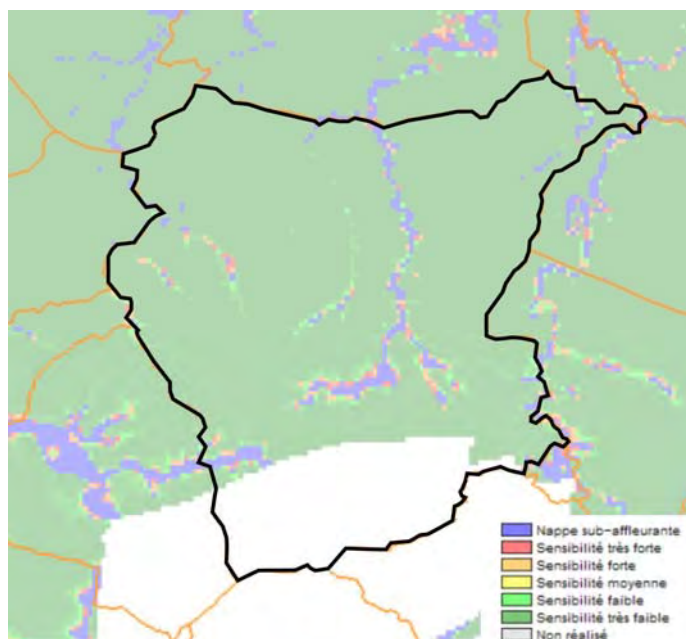 Nappe sub-affleurante
Sensibilité très forte
Sensibilité forte
Sensibilité moyenne
Sensibilité faible
Sensibilité très faible
Non réalisé